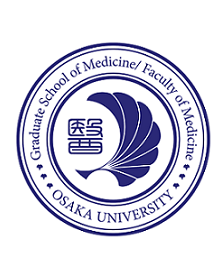 Graduate School of Medicine/ Faculty of Medicine
醫
OSAKA UNIVERSITY